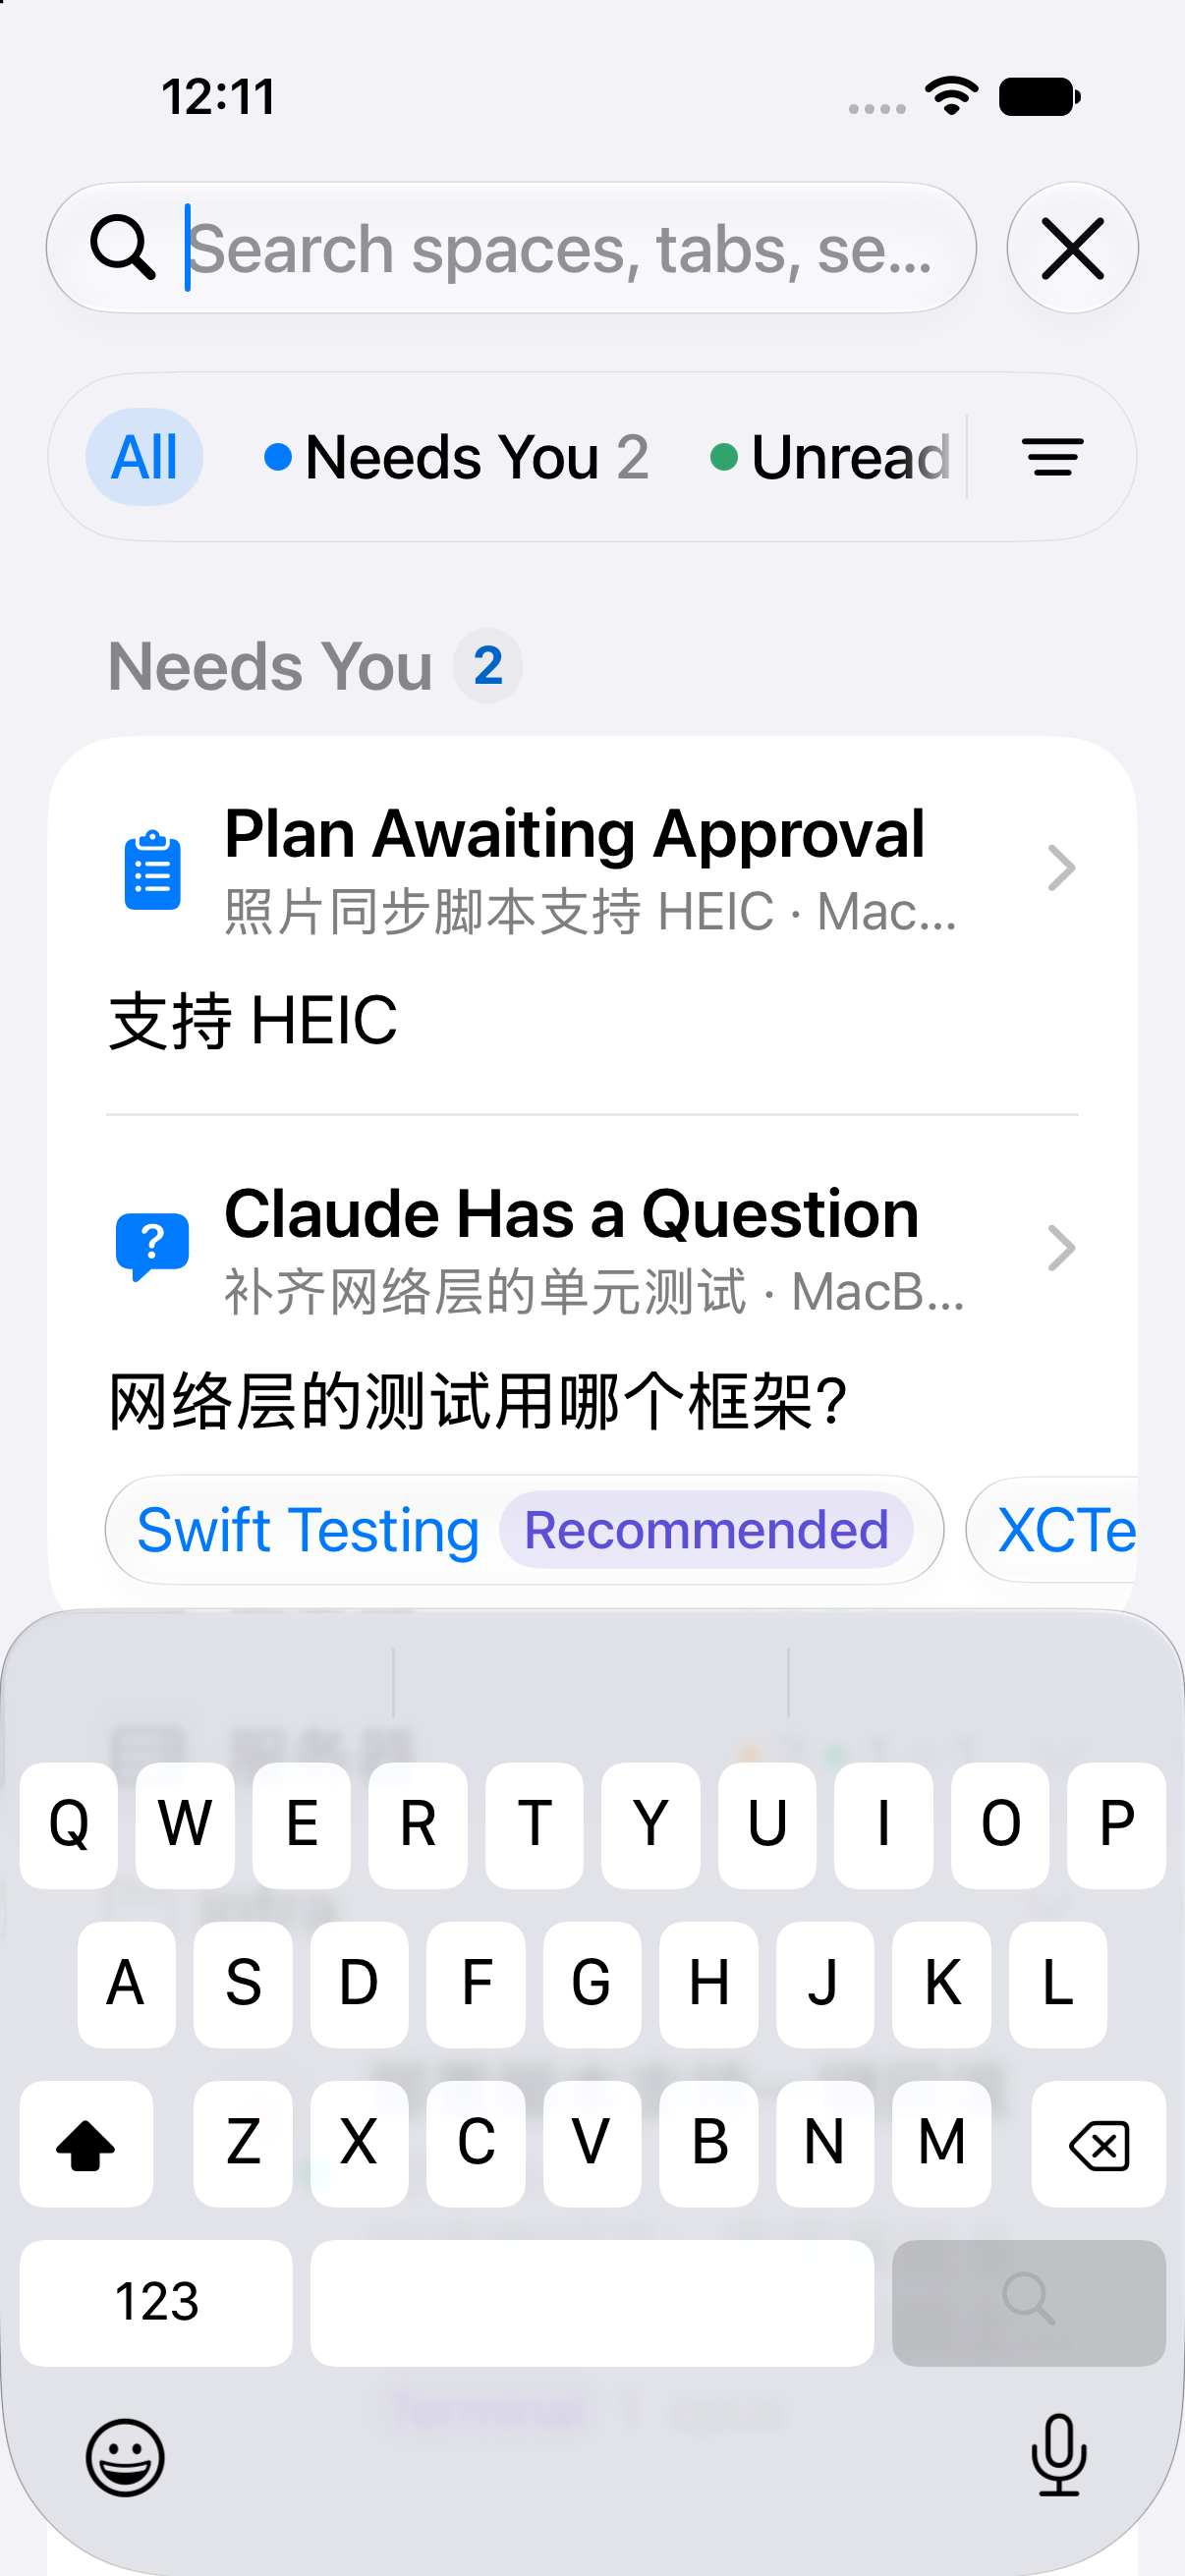 12:11
Search spaces, tabs, se...
All
Needs You 2
Unread
Needs You 2
Plan Awaiting Approval
照片同步脚本支持 HEIC · Mac...
支持 HEIC
Claude Has a Question
补齐网络层的单元测试 · MacB...
网络层的测试用哪个框架?
Swift Testing Recommended
XCTe
Q W E R T Y U I O P
A S D F G H J K L
Z X C V B N M
123